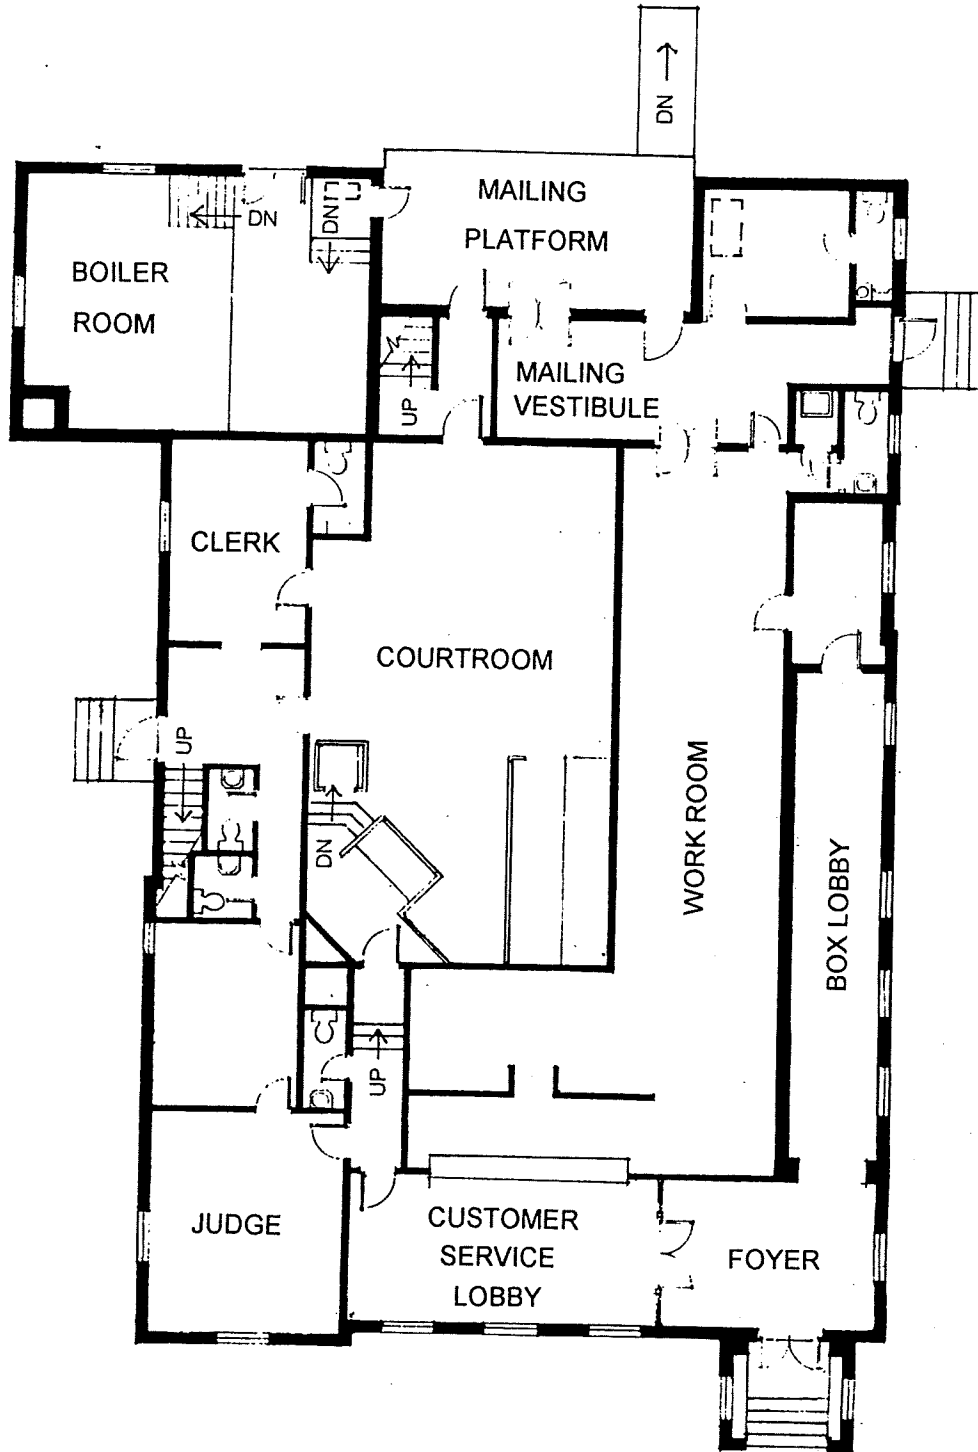 DN
MAILING
PLATFORM
DN
DN
BOILER
ROOM
MAILING
VESTIBULE
UP
CLERK
COURTROOM
UP
WORK ROOM
DN
BOX LOBBY
UP
JUDGE
CUSTOMER
SERVICE
LOBBY
FOYER